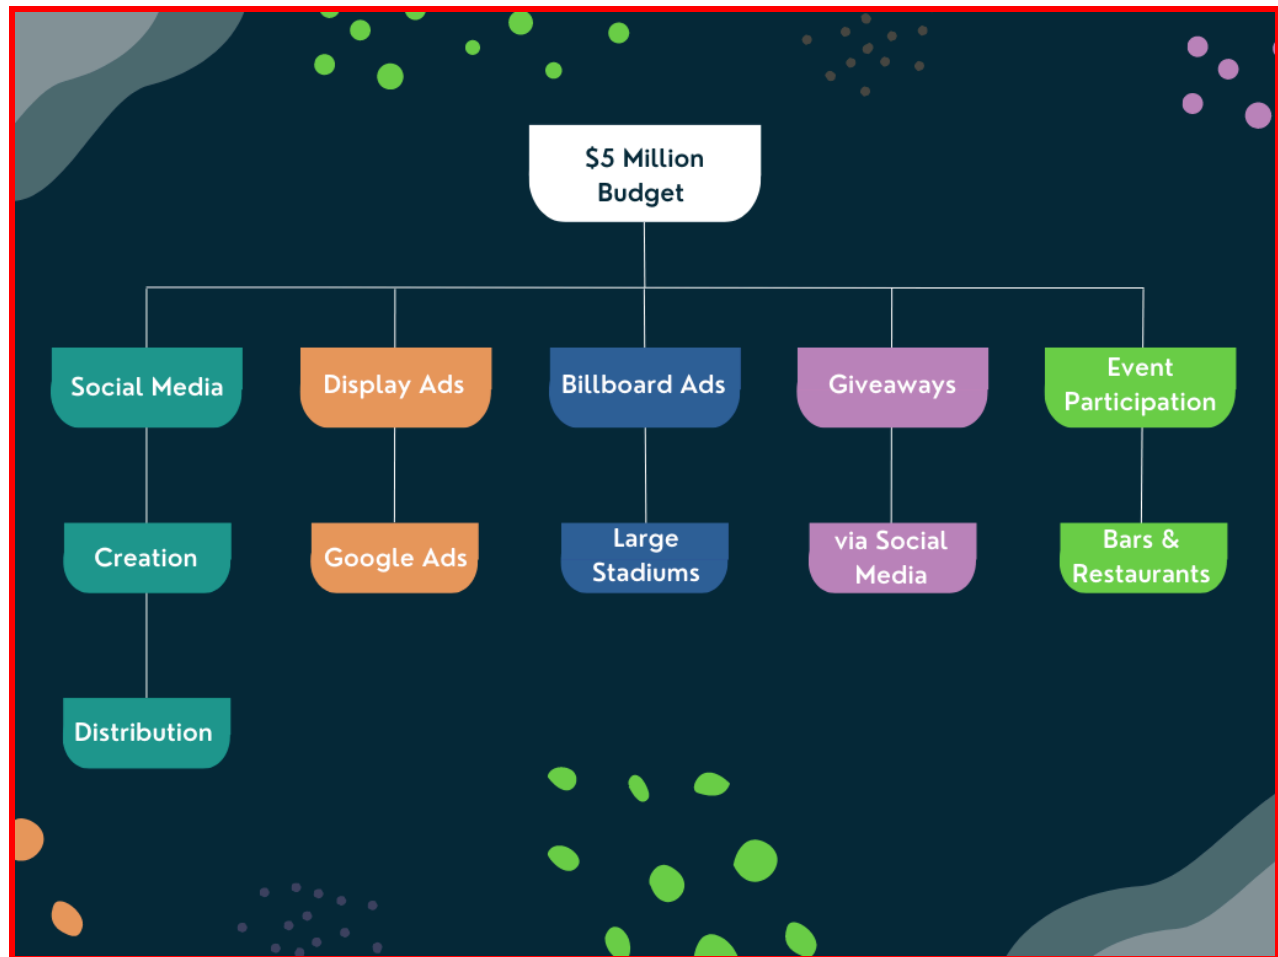 $5 Million
Budget
Social Media
Display Ads
Billboard Ads
Giveaways
Event
Participation
Creation
Google Ads
Large
Stadiums
via Social
Media
Bars &
Restaurants
Distribution